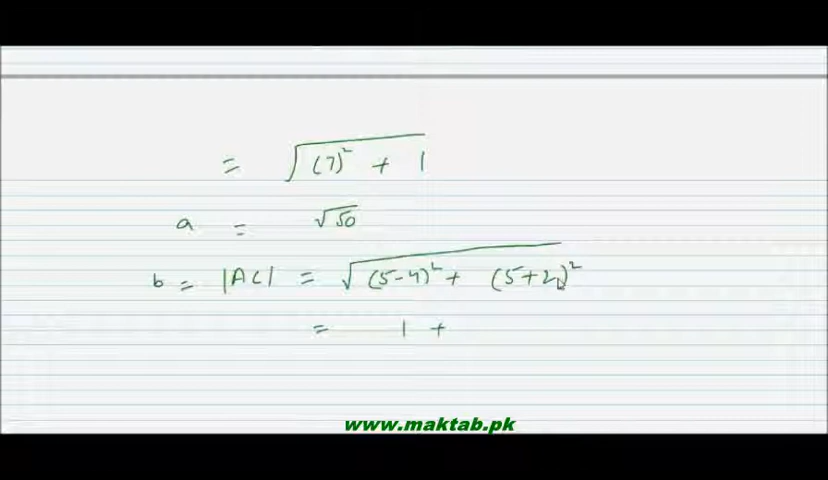 = √(7)² + 1
a = √50
b = |AC| = √(5-4)² + (5+2)²
= 1 +
www.maktab.pk